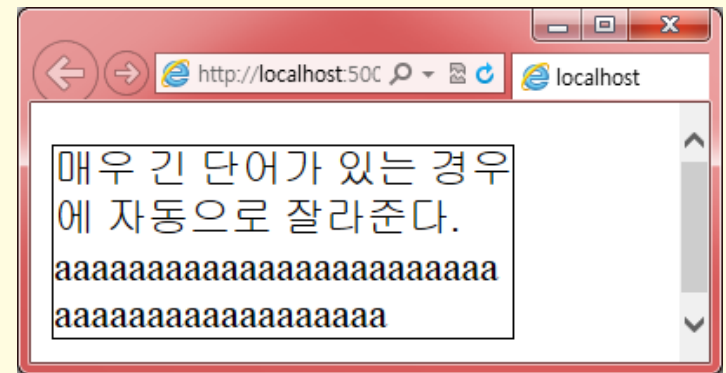 http://localhost:500
localhost
매우 긴 단어가 있는 경우
에 자동으로 잘라준다.
aaaaaaaaaaaaaaaaaaaaaaaa
aaaaaaaaaaaaaaaaaa